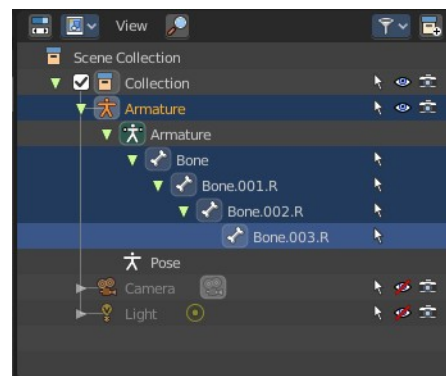 View
Scene Collection
Collection
Armature
Armature
Bone
Bone.001.R
Bone.002.R
Bone.003.R
Pose
Camera
Light